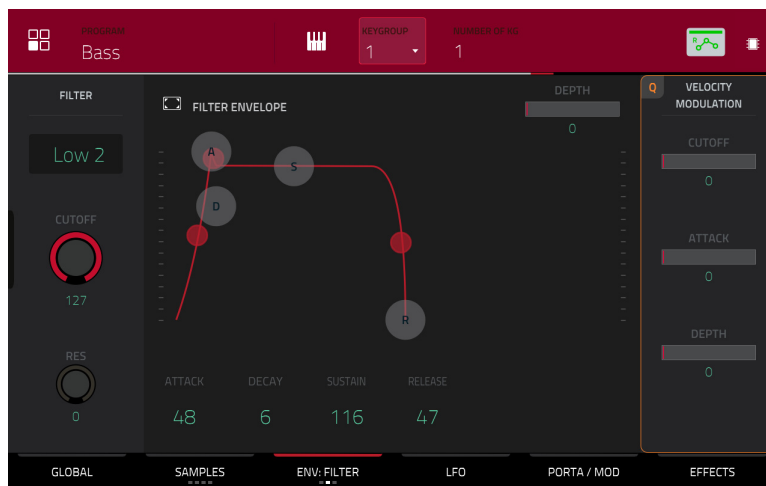 PROGRAM
Bass
KEYGROUP
1
NUMBER OF KG
1
R
FILTER
Low 2
CUTOFF
127
RES
0
FILTER ENVELOPE
DEPTH
0
A
S
D
R
ATTACK DECAY SUSTAIN RELEASE
48 6 116 47
Q
VELOCITY
MODULATION
CUTOFF
0
ATTACK
0
DEPTH
0
GLOBAL SAMPLES ENV: FILTER LFO PORTA / MOD EFFECTS